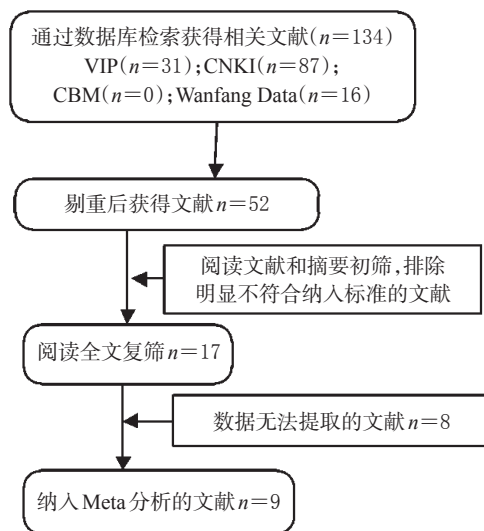 通过数据库检索获得相关文献(n=134)
VIP(n=31);CNKI(n=87);
CBM(n=0);Wanfang Data(n=16)
剔重后获得文献n=52
阅读文献和摘要初筛,排除
明显不符合纳入标准的文献
阅读全文复筛n=17
数据无法提取的文献n=8
纳入Meta分析的文献n=9